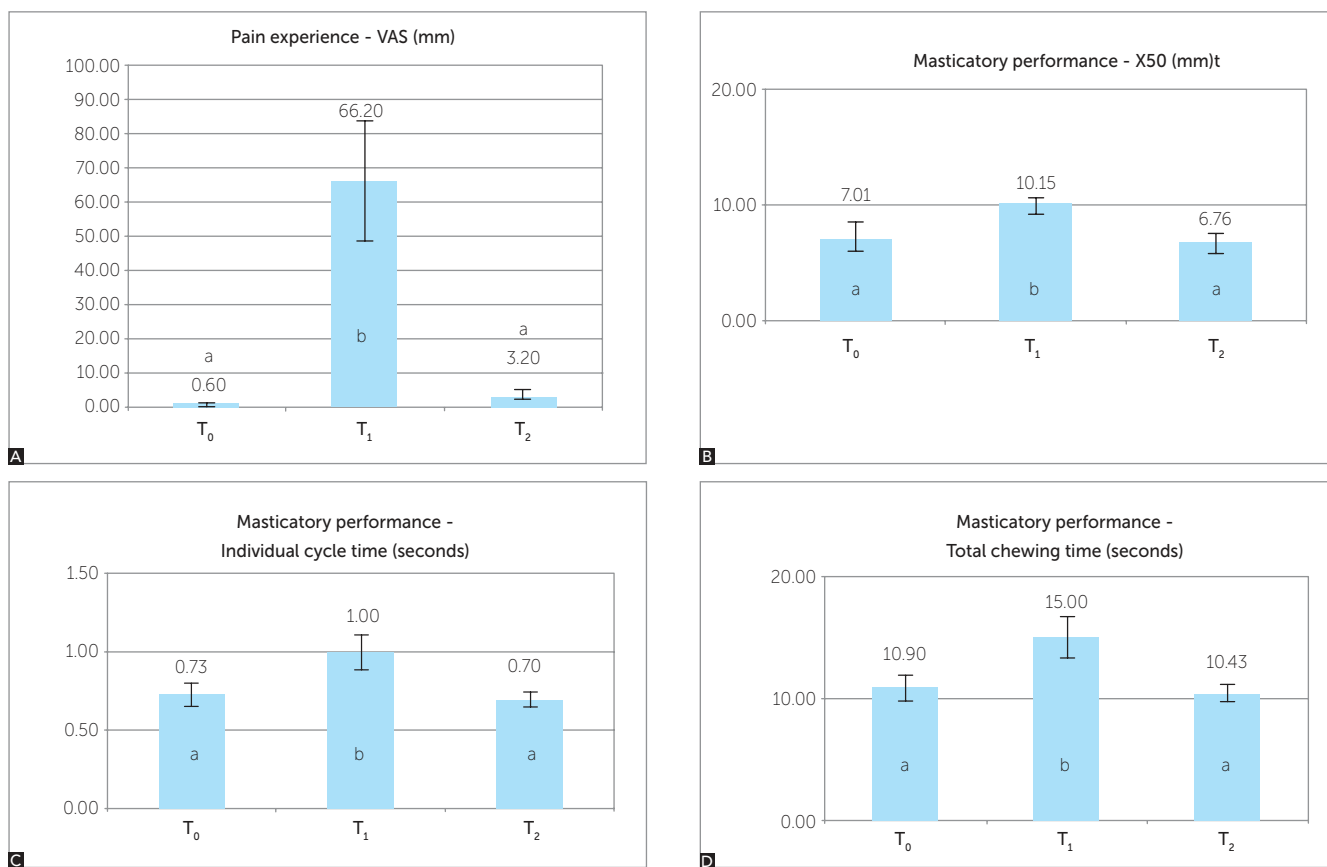 Pain experience - VAS (mm)
100.00
90.00
80.00
70.00
60.00
50.00
40.00
30.00
20.00
10.00
0.00
66.20
b
a
0.60
a
3.20
T₀
T₁
T₂
A
Masticatory performance - X50 (mm)t
20.00
10.00
0.00
7.01
10.15
6.76
a
b
a
T₀
T₁
T₂
B
Masticatory performance -
Individual cycle time (seconds)
1.50
1.00
0.50
0.00
0.73
1.00
0.70
a
b
a
T₀
T₁
T₂
C
Masticatory performance -
Total chewing time (seconds)
20.00
10.00
0.00
10.90
15.00
10.43
a
b
a
T₀
T₁
T₂
D